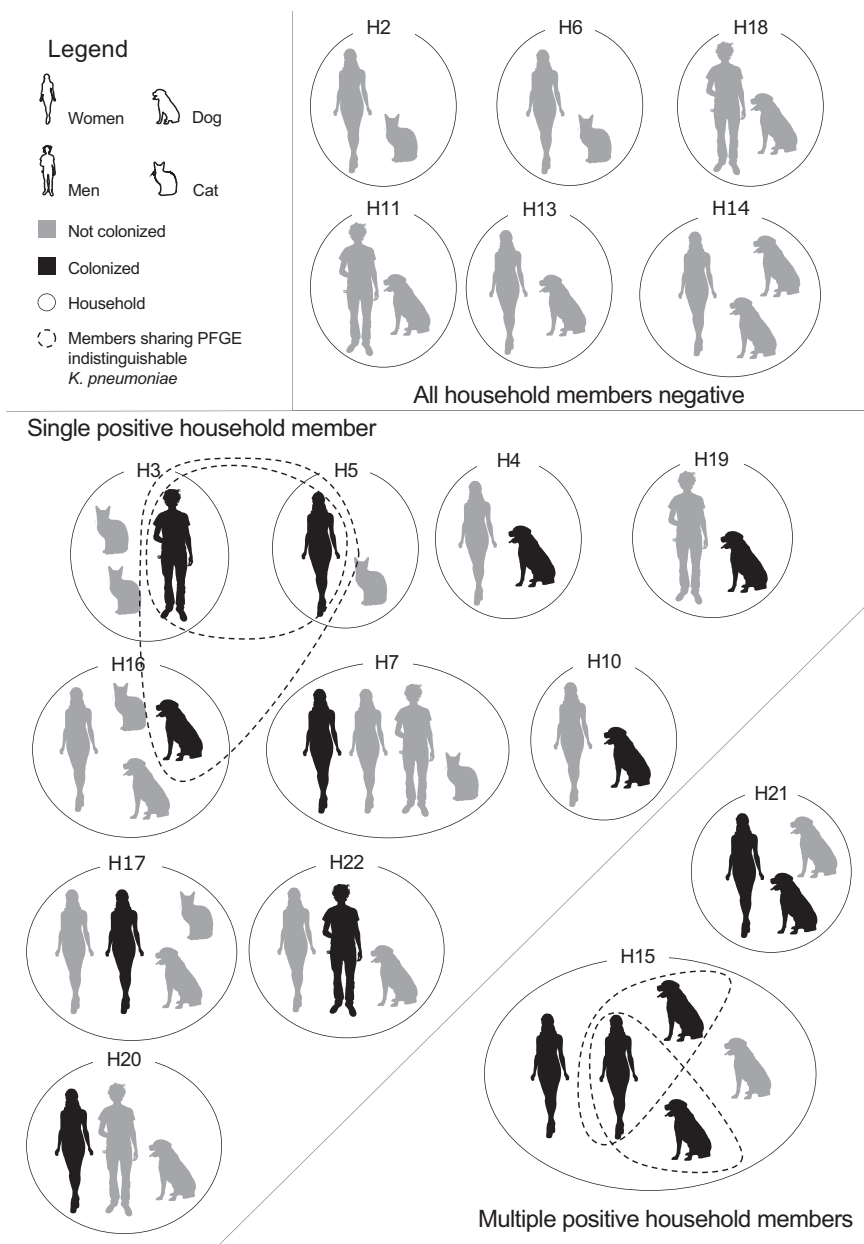 Legend
Women
Dog
Men
Cat
Not colonized
Colonized
Household
Members sharing PFGE
indistinguishable
K. pneumoniae
H2
H6
H18
H11
H13
H14
All household members negative
Single positive household member
H3
H5
H4
H19
H16
H7
H10
H21
H17
H22
H15
H20
Multiple positive household members